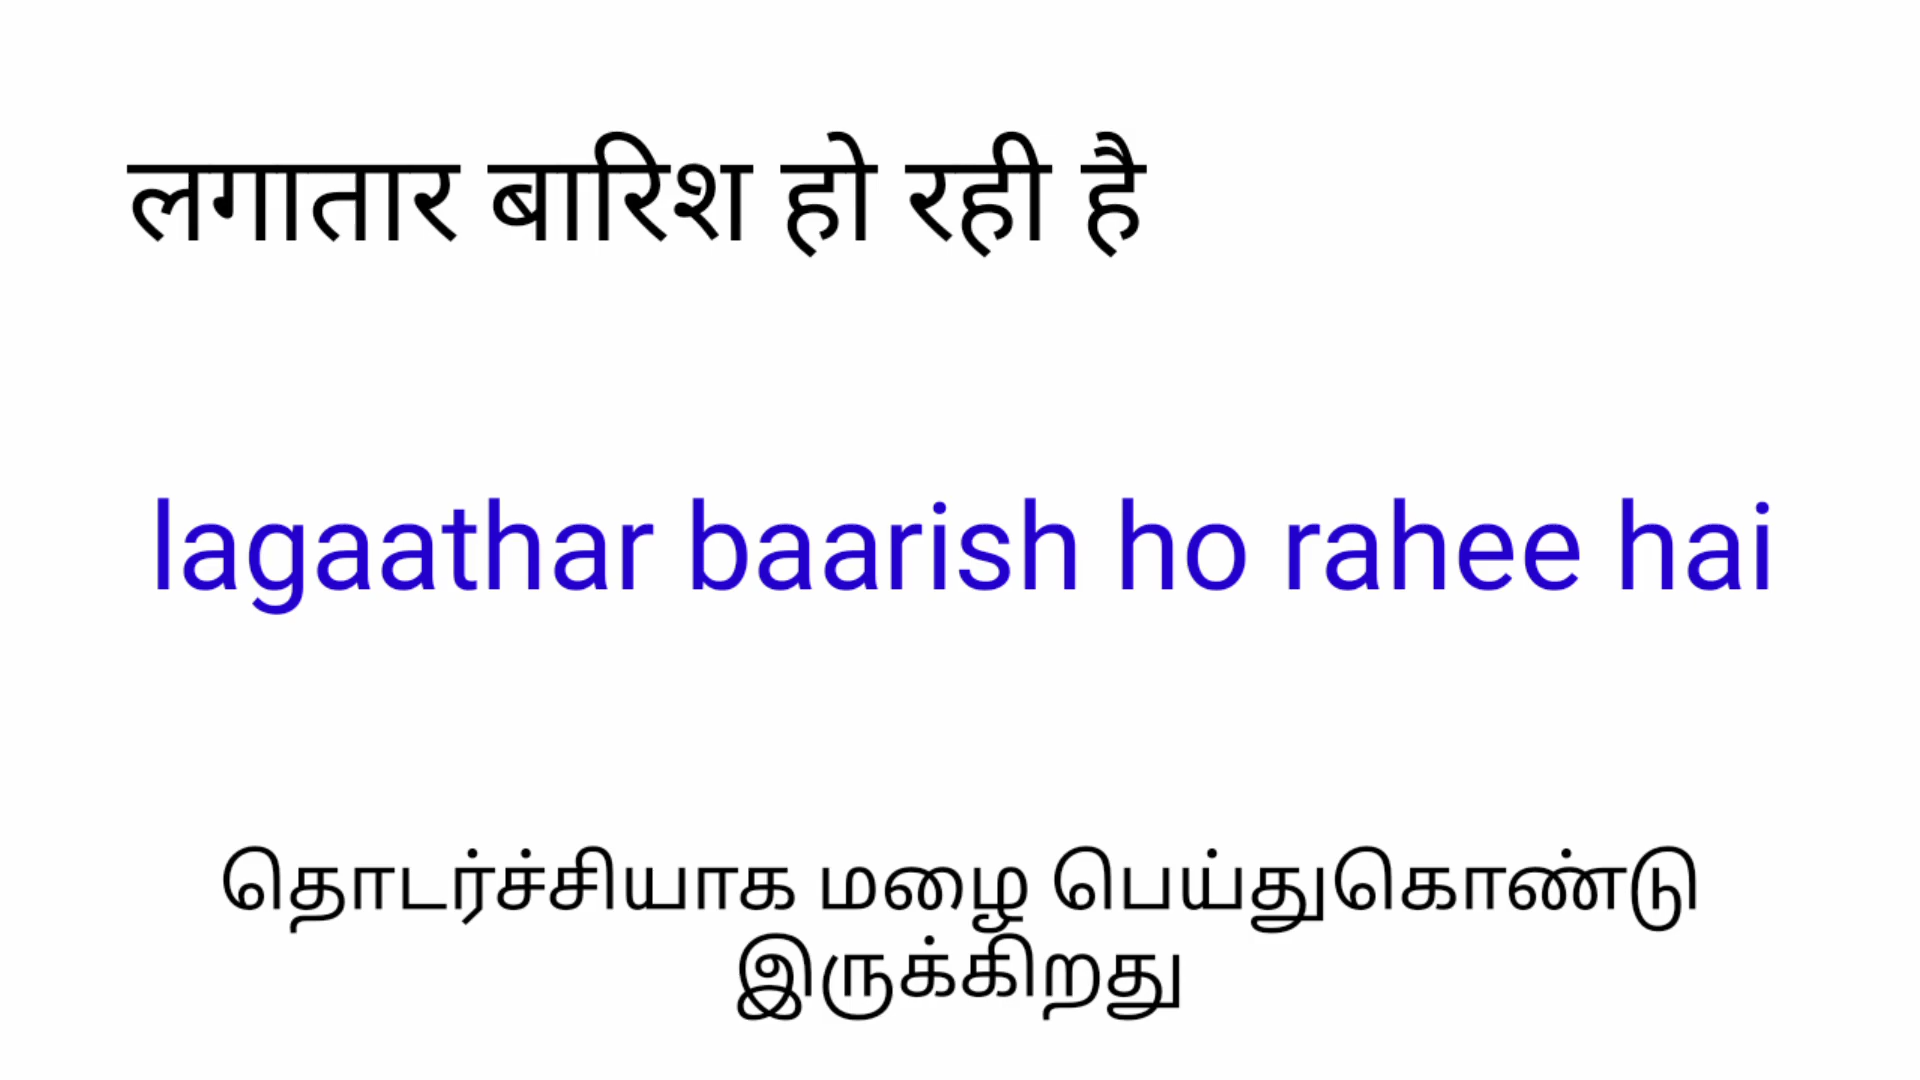 लगातार बारिश हो रही है
lagaathar baarish ho rahee hai
தொடர்ச்சியாக மழை பெய்துகொண்டு
இருக்கிறது